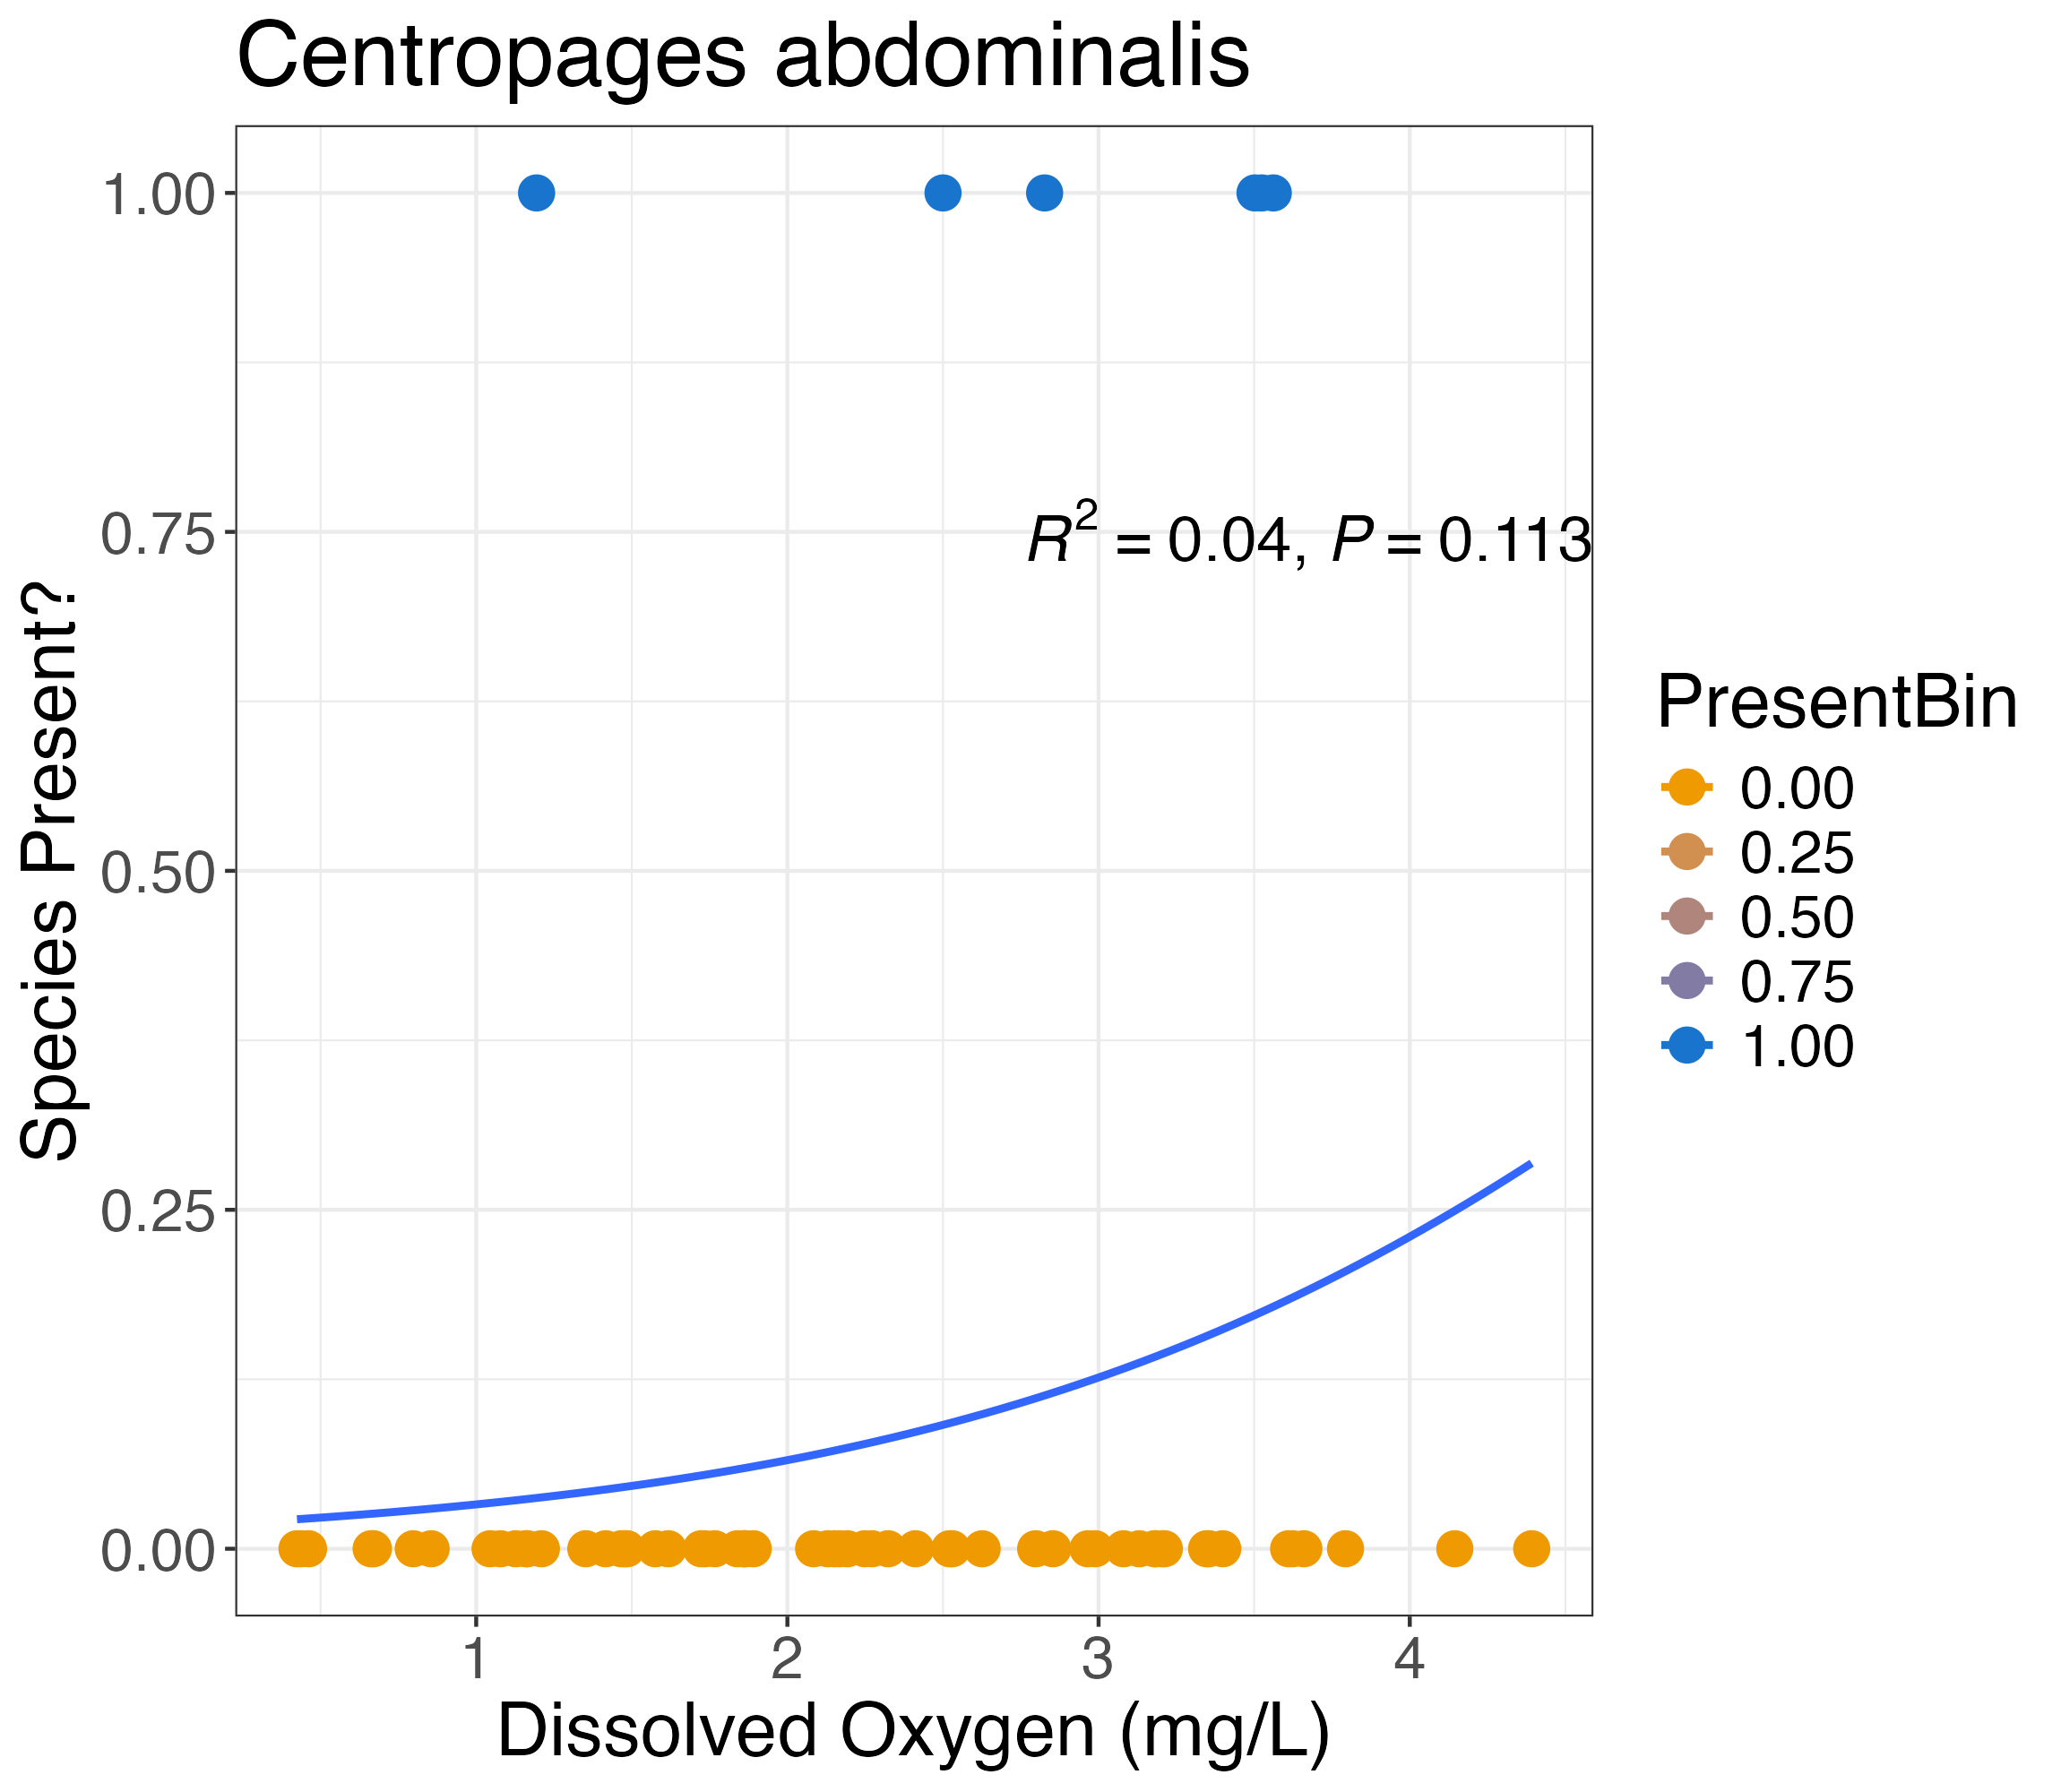 Centropages abdominalis
1.00
0.75
0.50
0.25
0.00
Species Present?
R² = 0.04, P = 0.113
1 2 3 4
Dissolved Oxygen (mg/L)
PresentBin
0.00
0.25
0.50
0.75
1.00